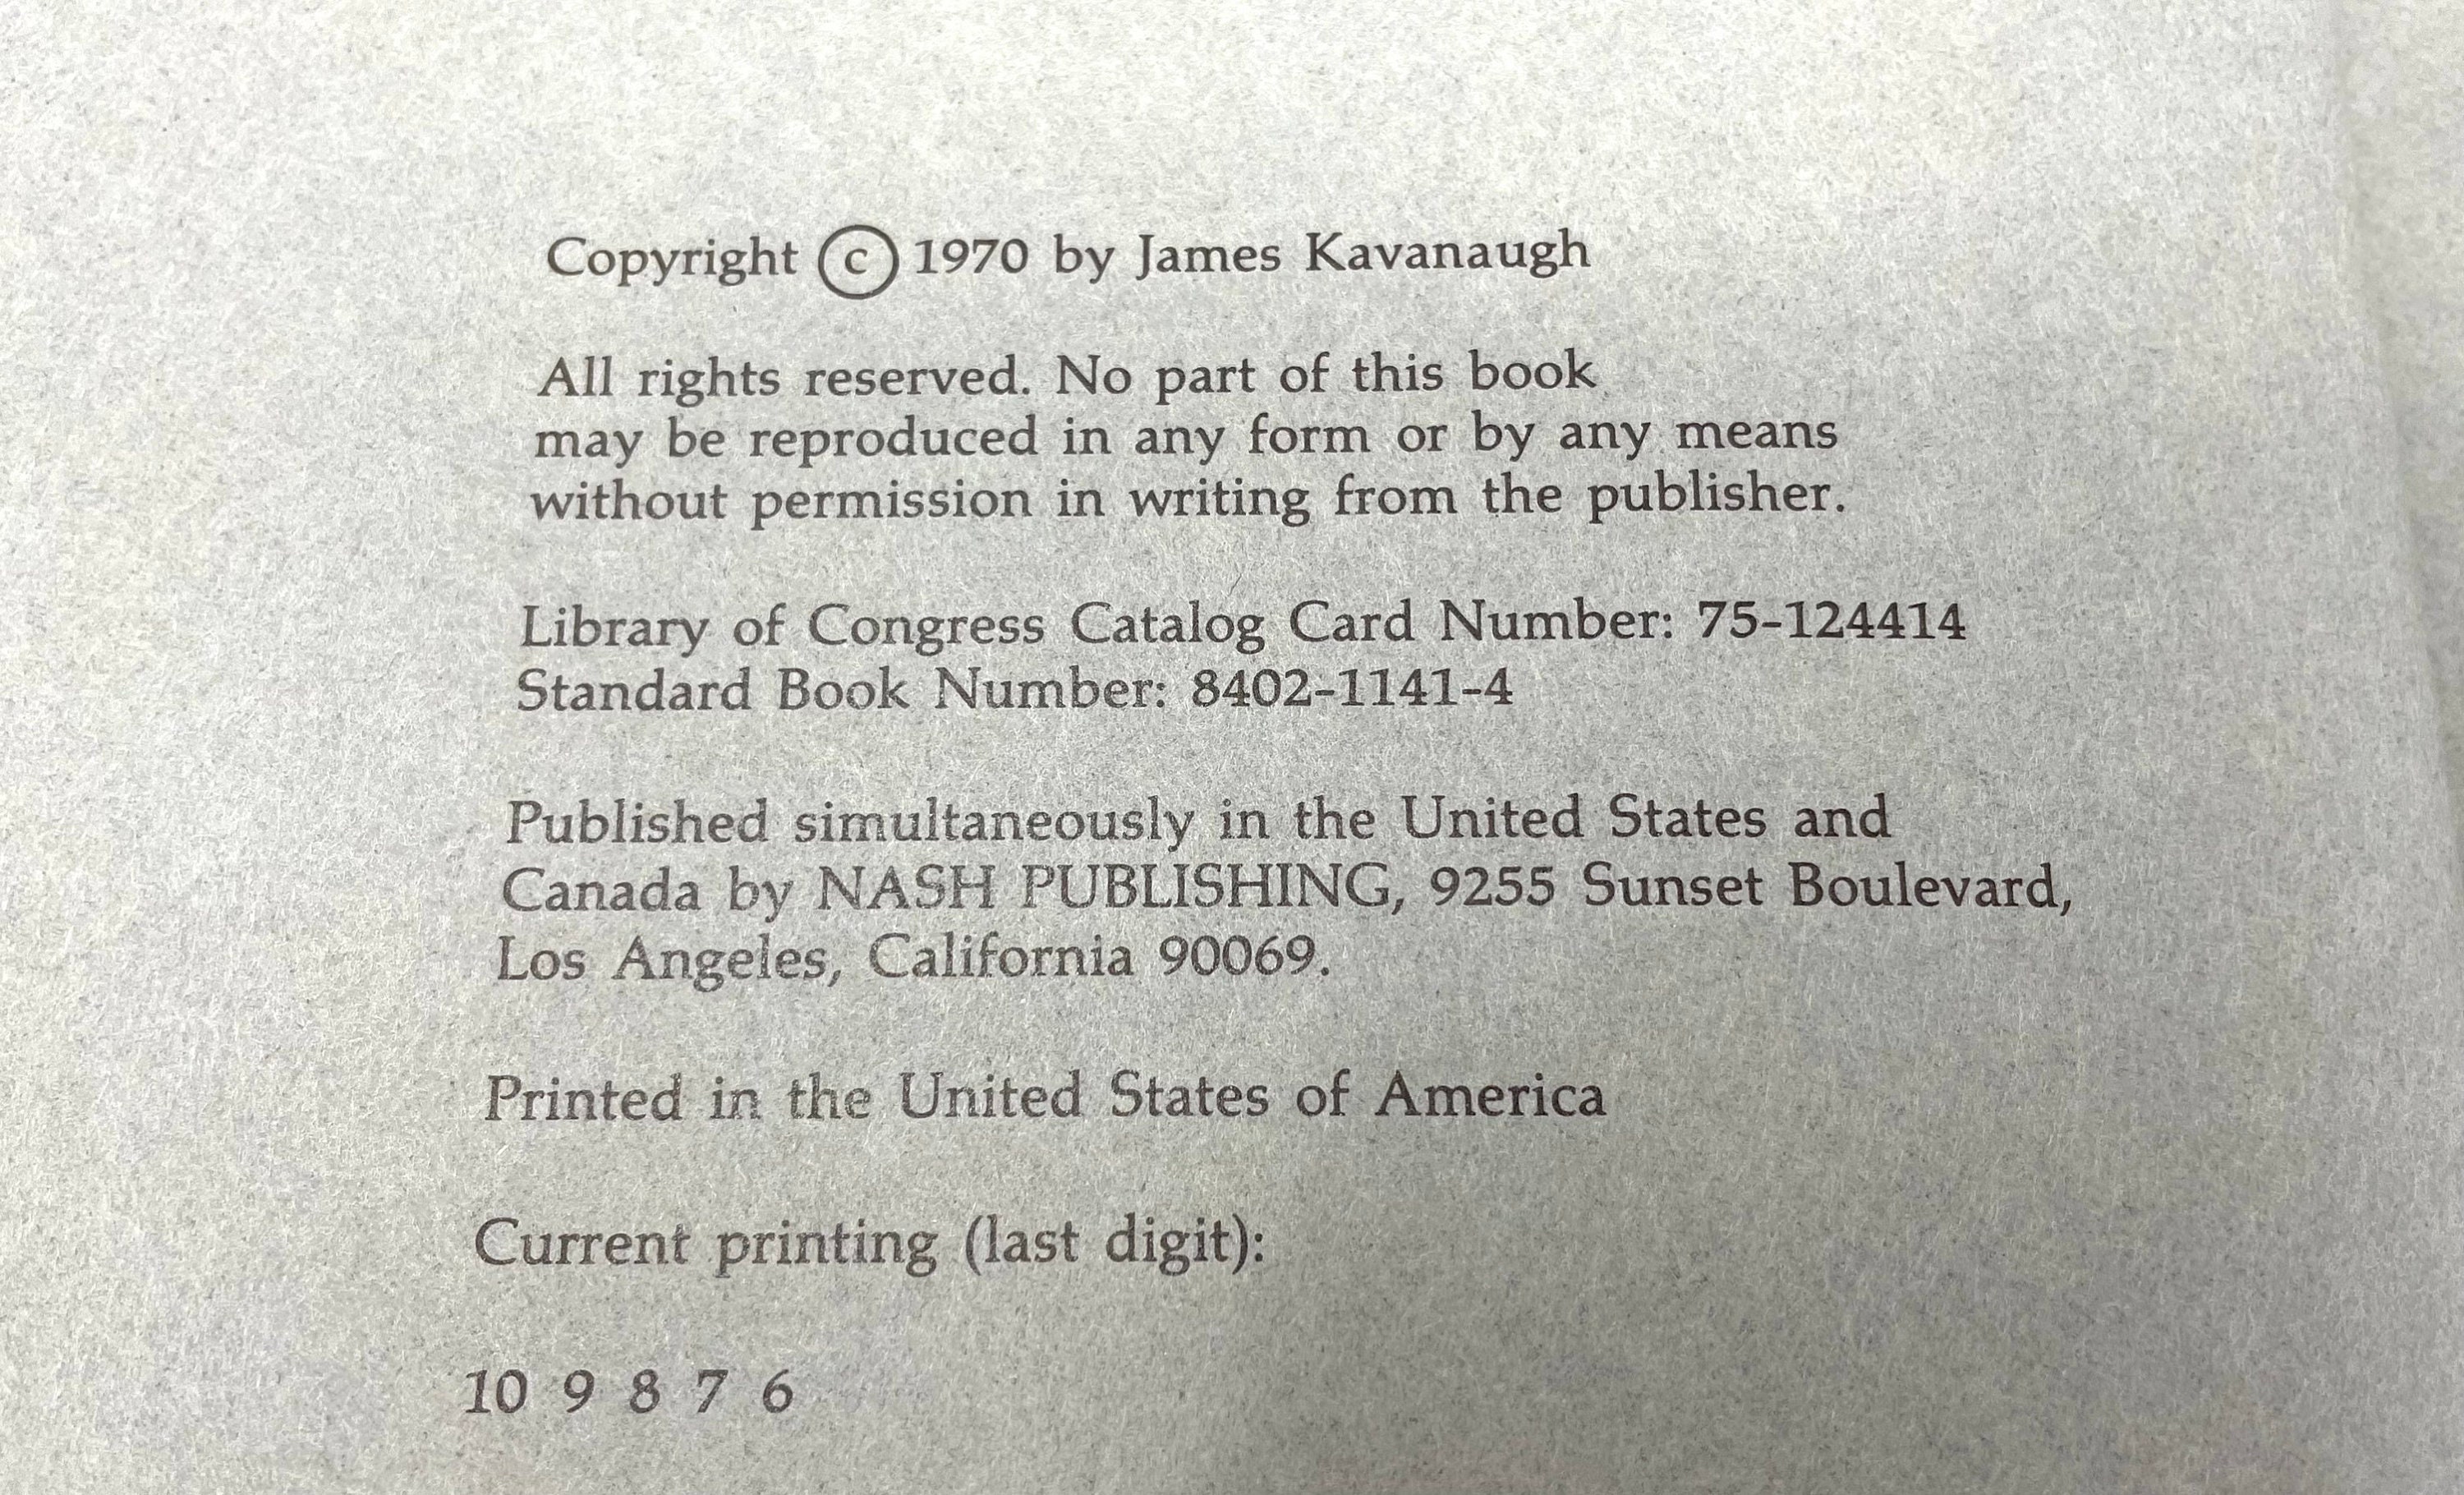 Copyright © 1970 by James Kavanaugh
All rights reserved. No part of this book
may be reproduced in any form or by any means
without permission in writing from the publisher.
Library of Congress Catalog Card Number: 75-124414
Standard Book Number: 8402-1141-4
Published simultaneously in the United States and
Canada by NASH PUBLISHING, 9255 Sunset Boulevard,
Los Angeles, California 90069.
Printed in the United States of America
Current printing (last digit):
10 9 8 7 6